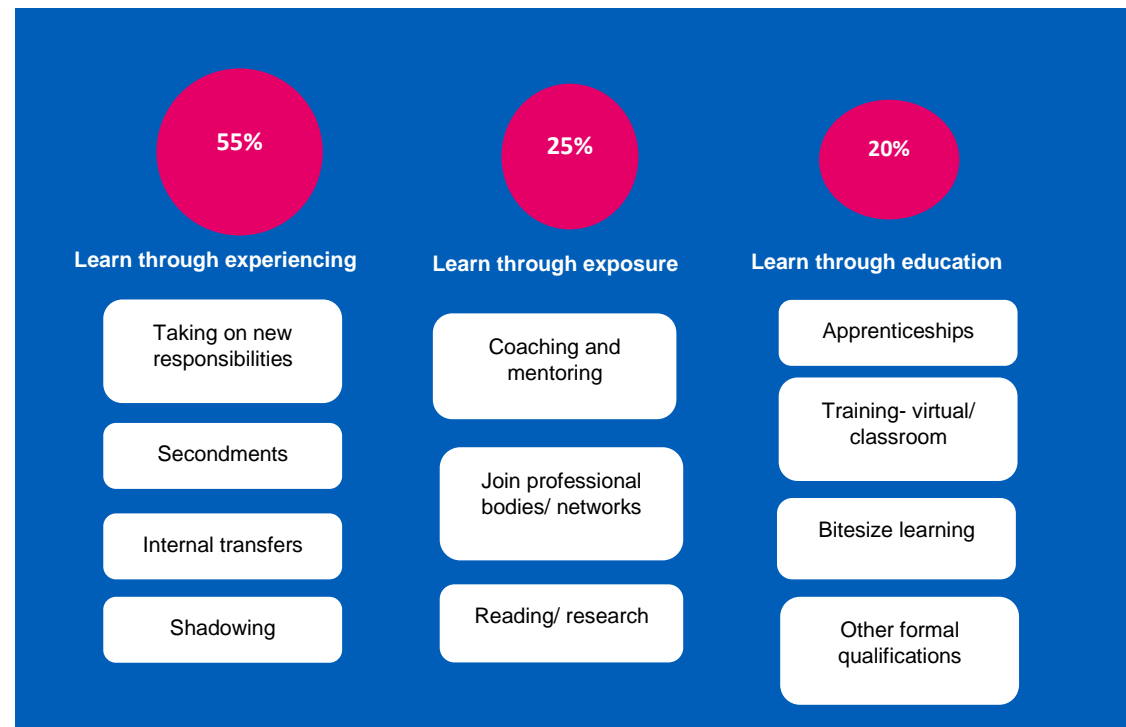 55%
Learn through experiencing
Taking on new
responsibilities
Secondments
Internal transfers
Shadowing
25%
Learn through exposure
Coaching and
mentoring
Join professional
bodies/ networks
Reading/ research
20%
Learn through education
Apprenticeships
Training- virtual/
classroom
Bitesize learning
Other formal
qualifications